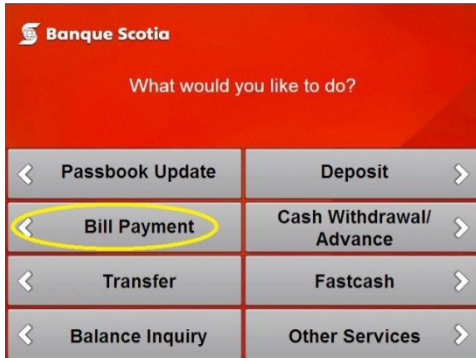 Banque Scotia
What would you like to do?
Passbook Update
Deposit
Bill Payment
Cash Withdrawal/
Advance
Transfer
Fastcash
Balance Inquiry
Other Services